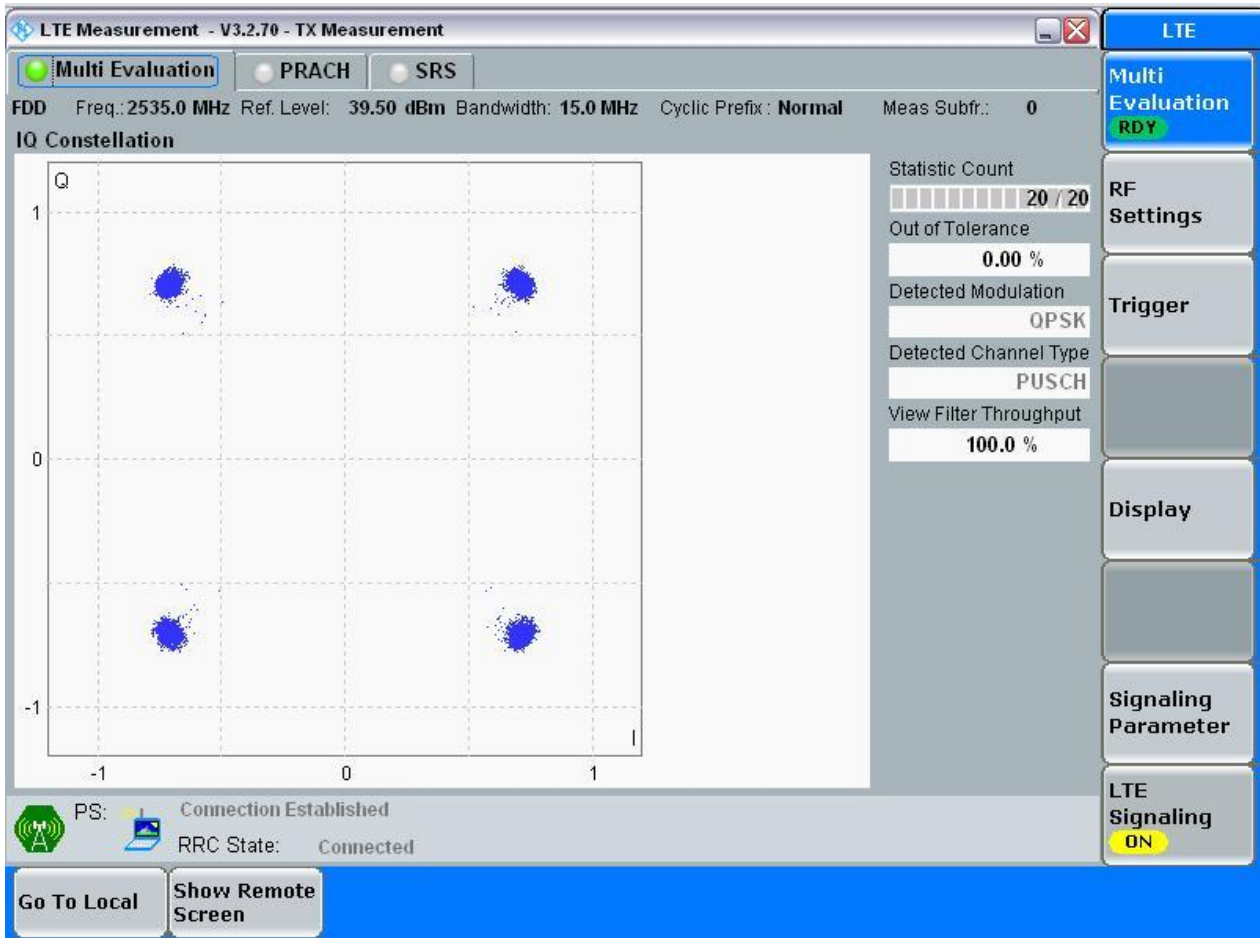 LTE Measurement - V3.2.70 - TX Measurement
LTE
Multi Evaluation PRACH SRS
FDD Freq.: 2535.0 MHz Ref. Level: 39.50 dBm Bandwidth: 15.0 MHz Cyclic Prefix : Normal Meas Subfr.: 0
IQ Constellation
Q
1
0
-1
-1 0 1
I
Statistic Count
20 / 20
Out of Tolerance
0.00 %
Detected Modulation
QPSK
Detected Channel Type
PUSCH
View Filter Throughput
100.0 %
Multi
Evaluation
RDY
RF
Settings
Trigger
Display
Signaling
Parameter
LTE
Signaling
ON
PS: Connection Established
RRC State: Connected
Go To Local
Show Remote
Screen